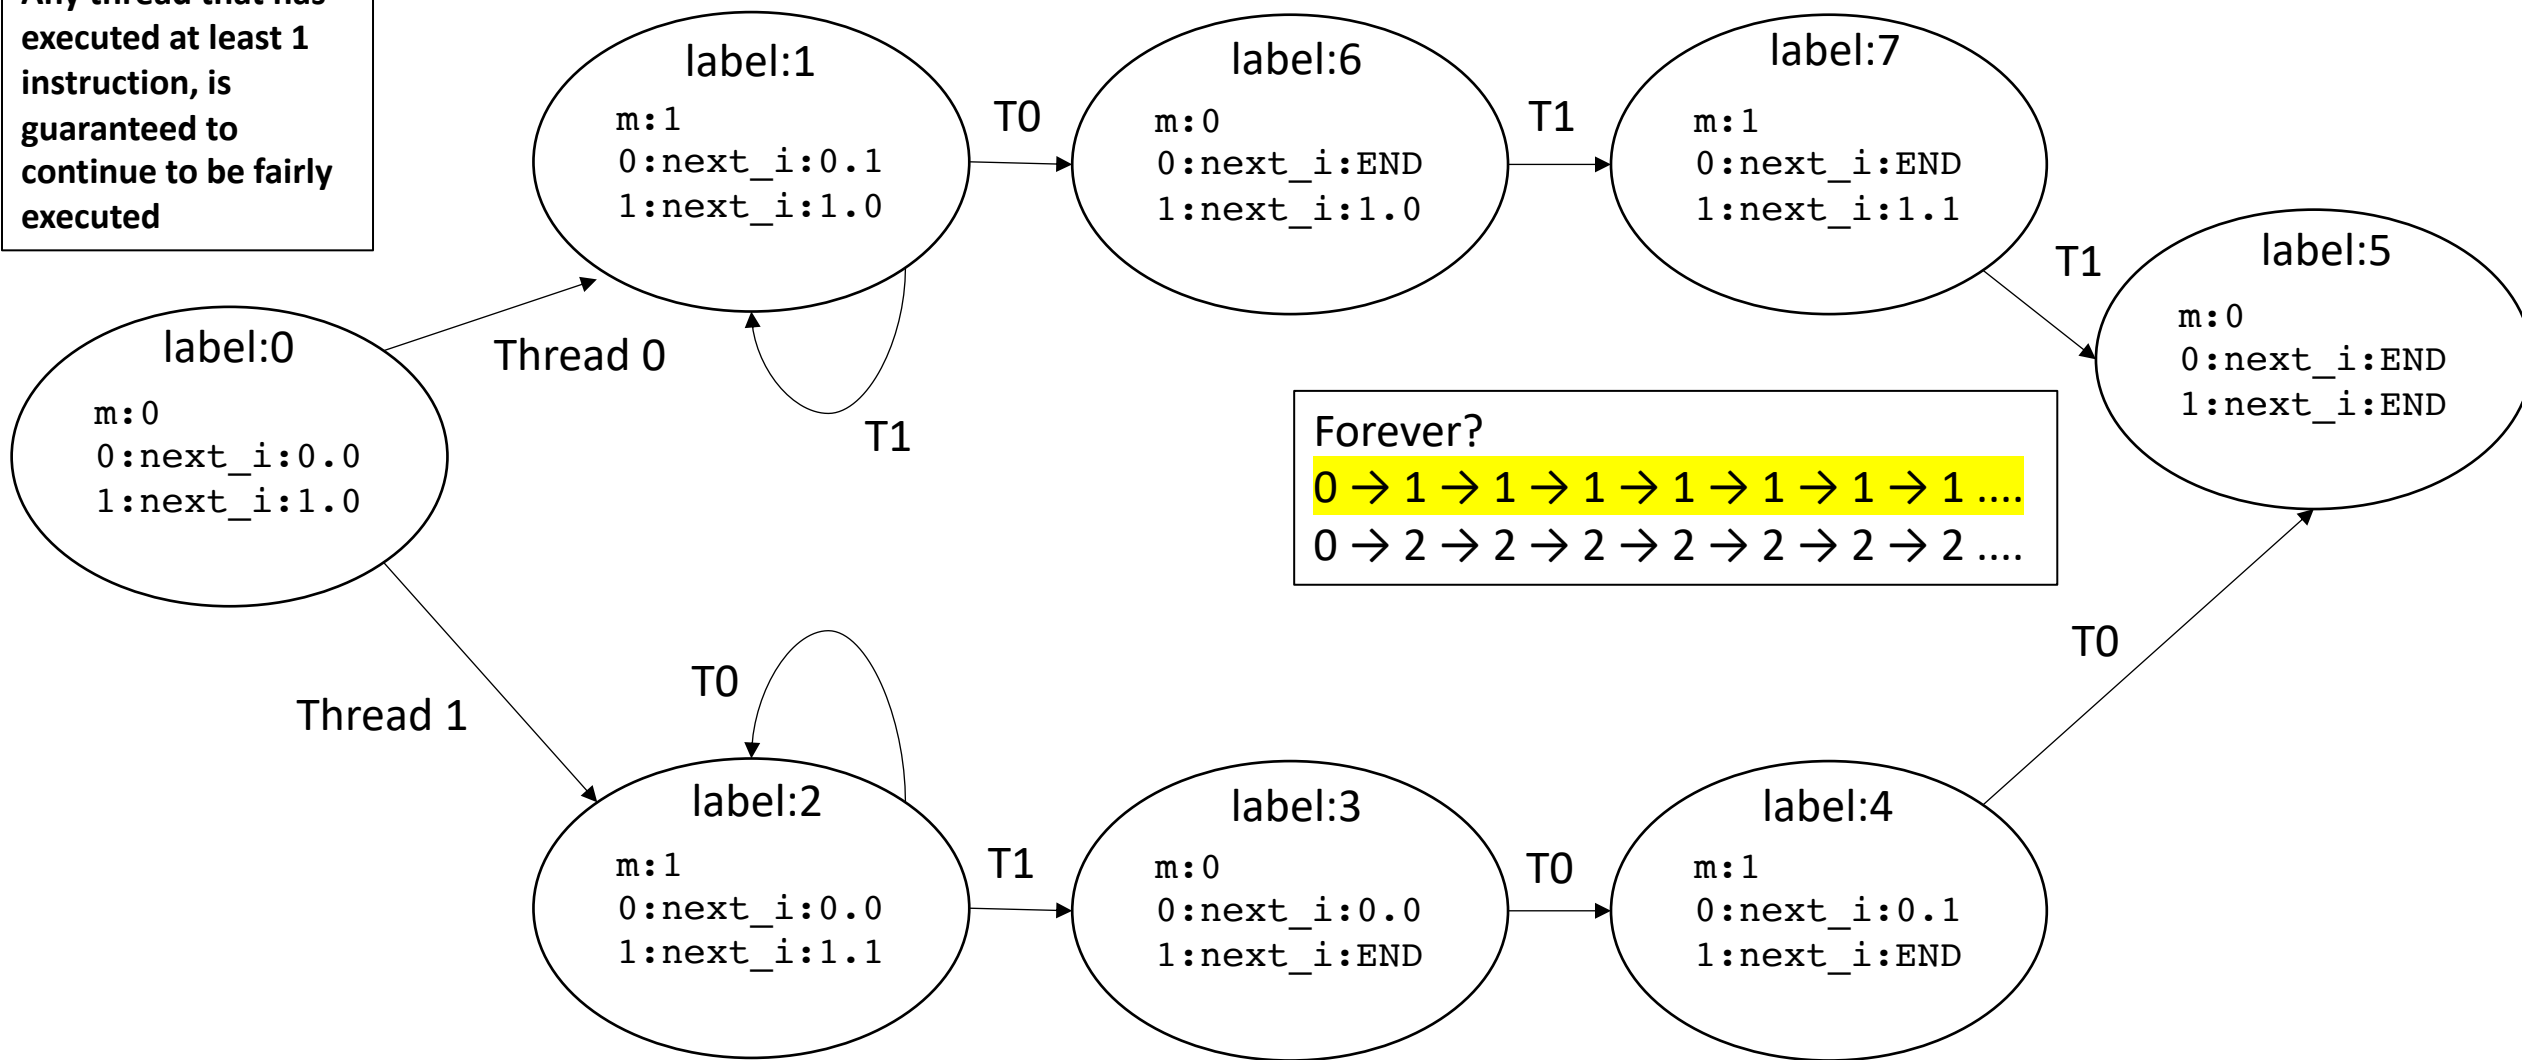 Any thread that has
executed at least 1
instruction, is
guaranteed to
continue to be fairly
executed
label:0
m:0
0:next_i:0.0
1:next_i:1.0
Thread 0
Thread 1
label:1
m:1
0:next_i:0.1
1:next_i:1.0
T0
T1
label:6
m:0
0:next_i:END
1:next_i:1.0
T1
label:7
m:1
0:next_i:END
1:next_i:1.1
T1
label:5
m:0
0:next_i:END
1:next_i:END
Forever?
0 → 1 → 1 → 1 → 1 → 1 → 1 → 1 ....
0 → 2 → 2 → 2 → 2 → 2 → 2 → 2 ....
T0
label:2
m:1
0:next_i:0.0
1:next_i:1.1
T1
label:3
m:0
0:next_i:0.0
1:next_i:END
T0
label:4
m:1
0:next_i:0.1
1:next_i:END
T0